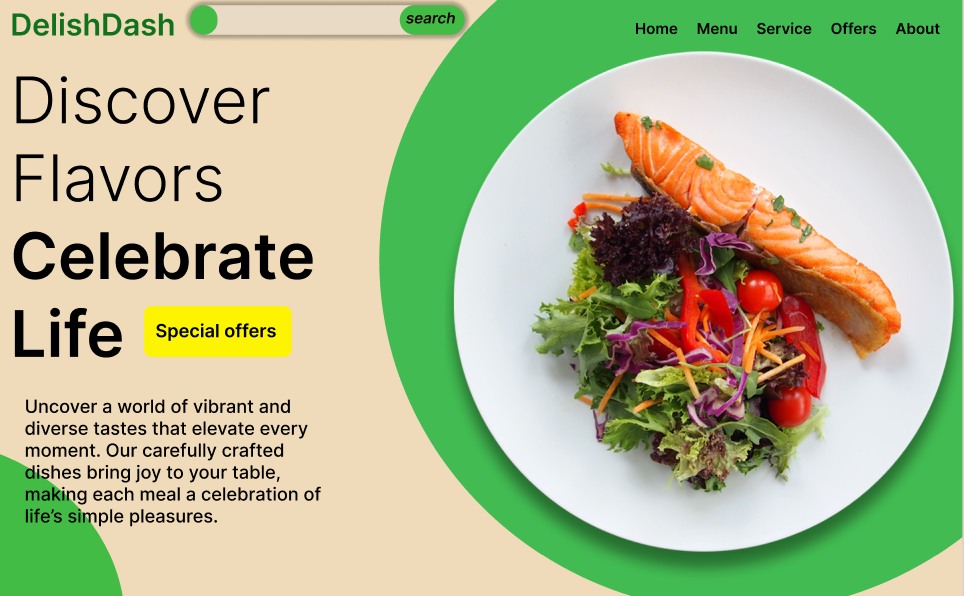 DelishDash
search
Home Menu Service Offers About
Discover
Flavors
Celebrate
Life
Special offers
Uncover a world of vibrant and
diverse tastes that elevate every
moment. Our carefully crafted
dishes bring joy to your table,
making each meal a celebration of
life’s simple pleasures.